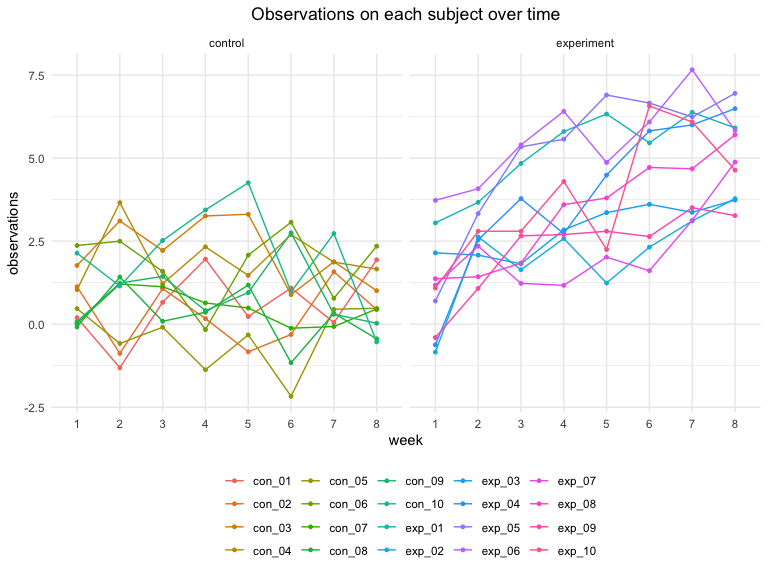 Observations on each subject over time
control experiment
7.5
5.0
2.5
0.0
-2.5
observations
1 2 3 4 5 6 7 8 1 2 3 4 5 6 7 8
week
con_01 con_05 con_09 exp_03 exp_07
con_02 con_06 con_10 exp_04 exp_08
con_03 con_07 exp_01 exp_05 exp_09
con_04 con_08 exp_02 exp_06 exp_10